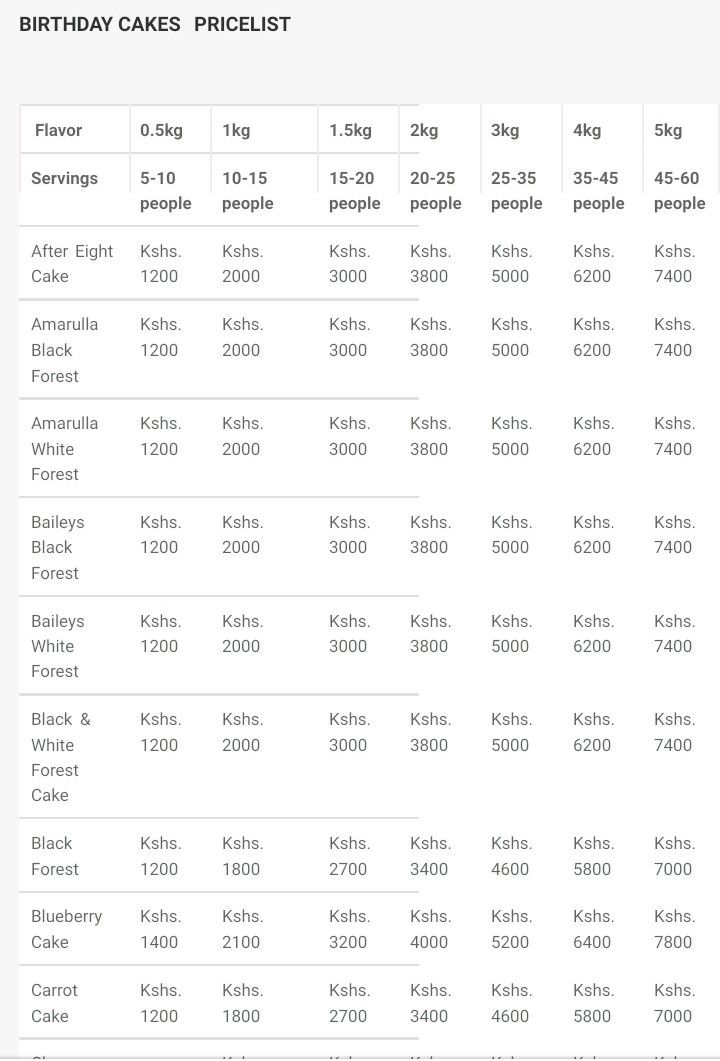 BIRTHDAY CAKES PRICELIST
Flavor 0.5kg 1kg 1.5kg 2kg 3kg 4kg 5kg
Servings 5-10 10-15 15-20 20-25 25-35 35-45 45-60
people people people people people people people
After Eight Kshs. Kshs. Kshs. Kshs. Kshs. Kshs. Kshs.
Cake 1200 2000 3000 3800 5000 6200 7400
Amarulla Kshs. Kshs. Kshs. Kshs. Kshs. Kshs. Kshs.
Black 1200 2000 3000 3800 5000 6200 7400
Forest
Amarulla Kshs. Kshs. Kshs. Kshs. Kshs. Kshs. Kshs.
White 1200 2000 3000 3800 5000 6200 7400
Forest
Baileys Kshs. Kshs. Kshs. Kshs. Kshs. Kshs. Kshs.
Black 1200 2000 3000 3800 5000 6200 7400
Forest
Baileys Kshs. Kshs. Kshs. Kshs. Kshs. Kshs. Kshs.
White 1200 2000 3000 3800 5000 6200 7400
Forest
Black & Kshs. Kshs. Kshs. Kshs. Kshs. Kshs. Kshs.
White 1200 2000 3000 3800 5000 6200 7400
Forest
Cake
Black Kshs. Kshs. Kshs. Kshs. Kshs. Kshs. Kshs.
Forest 1200 1800 2700 3400 4600 5800 7000
Blueberry Kshs. Kshs. Kshs. Kshs. Kshs. Kshs. Kshs.
Cake 1400 2100 3200 4000 5200 6400 7800
Carrot Kshs. Kshs. Kshs. Kshs. Kshs. Kshs. Kshs.
Cake 1200 1800 2700 3400 4600 5800 7000